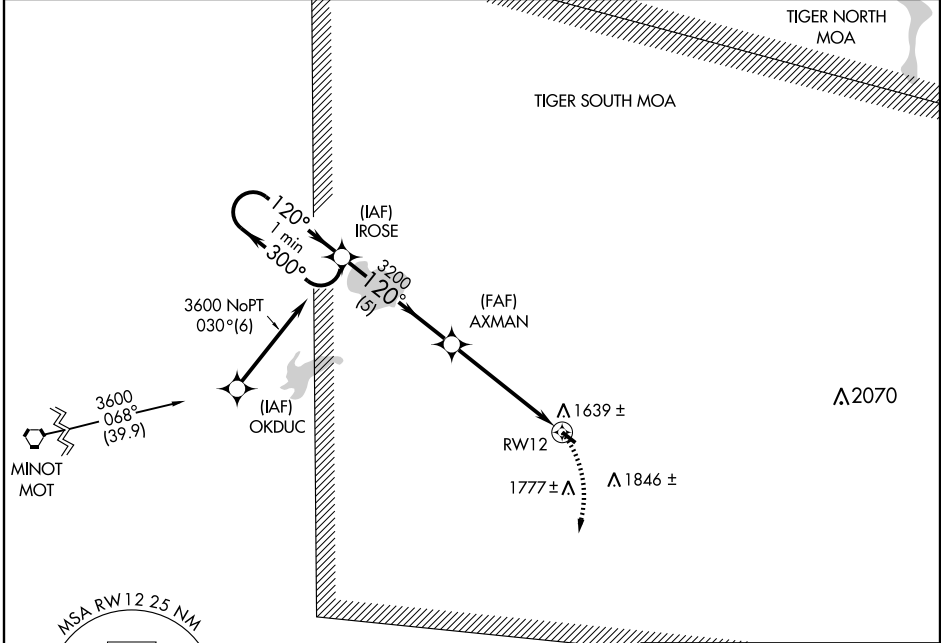 TIGER NORTH
MOA
TIGER SOUTH MOA
120°
1 min
300°
(IAF)
IROSE
3200
120°
(5)
3600 NoPT
030°(6)
(FAF)
AXMAN
3600
068°
(39.9)
(IAF)
OKDUC
2070
1639 ±
MINOT
MOT
RW12
1777 ±
1846 ±
MSA RW12 25 NM